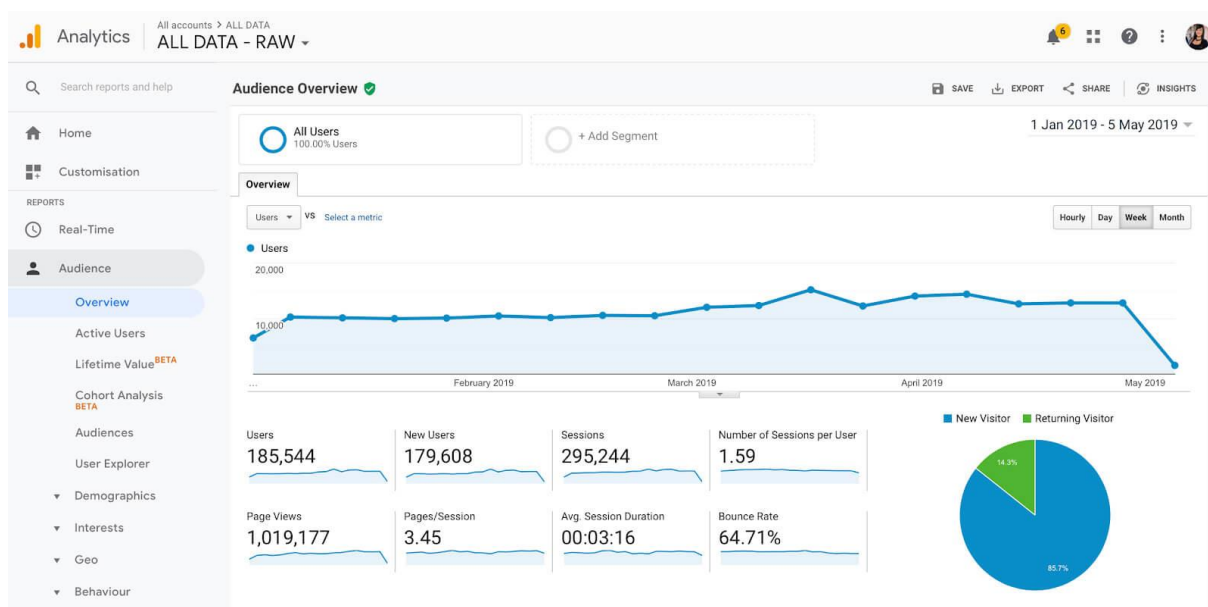 Analytics
All accounts > ALL DATA
ALL DATA - RAW
6
Search reports and help
Home
Customisation
REPORTS
Real-Time
Audience
Overview
Active Users
Lifetime Value BETA
Cohort Analysis
BETA
Audiences
User Explorer
Demographics
Interests
Geo
Behaviour
Audience Overview
SAVE
EXPORT
SHARE
INSIGHTS
All Users
100.00% Users
+ Add Segment
1 Jan 2019 - 5 May 2019
Overview
Users
VS
Select a metric
Hourly
Day
Week
Month
Users
20,000
10,000
...
February 2019
March 2019
April 2019
May 2019
Users
185,544
New Users
179,608
Sessions
295,244
Number of Sessions per User
1.59
Page Views
1,019,177
Pages/Session
3.45
Avg. Session Duration
00:03:16
Bounce Rate
64.71%
New Visitor
Returning Visitor
14.3%
85.7%